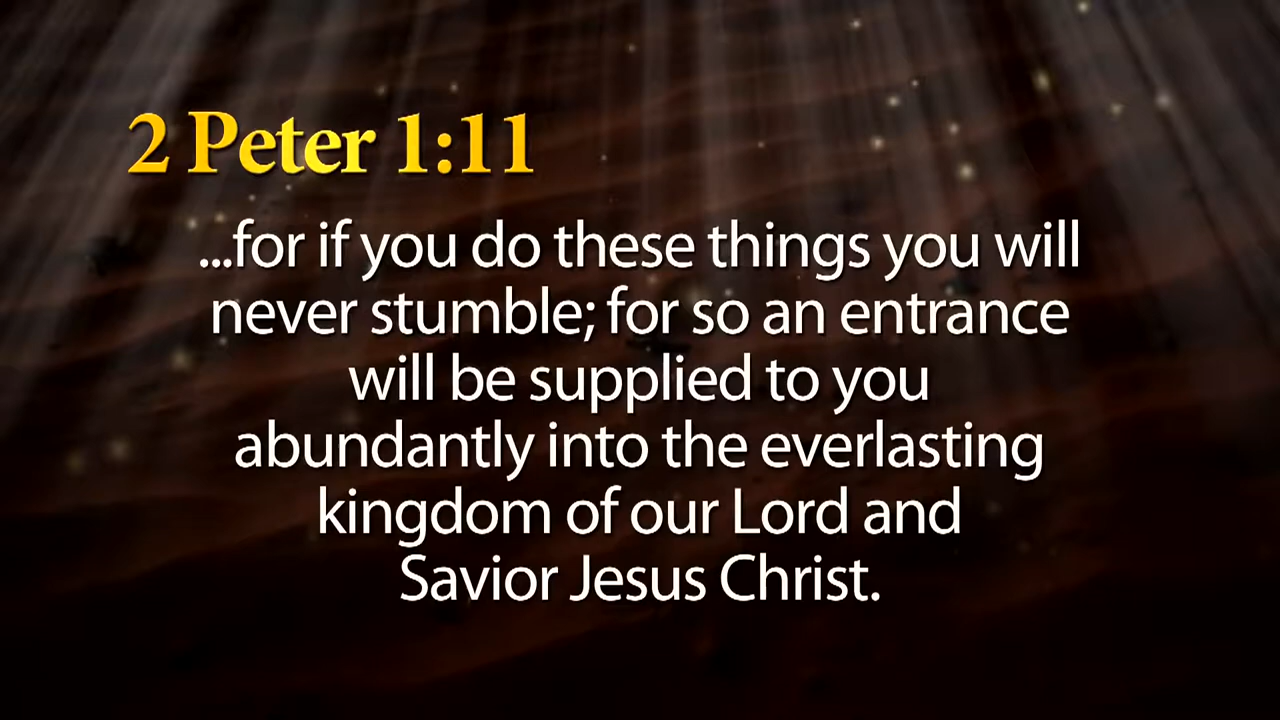 2 Peter 1:11
...for if you do these things you will
never stumble; for so an entrance
will be supplied to you
abundantly into the everlasting
kingdom of our Lord and
Savior Jesus Christ.